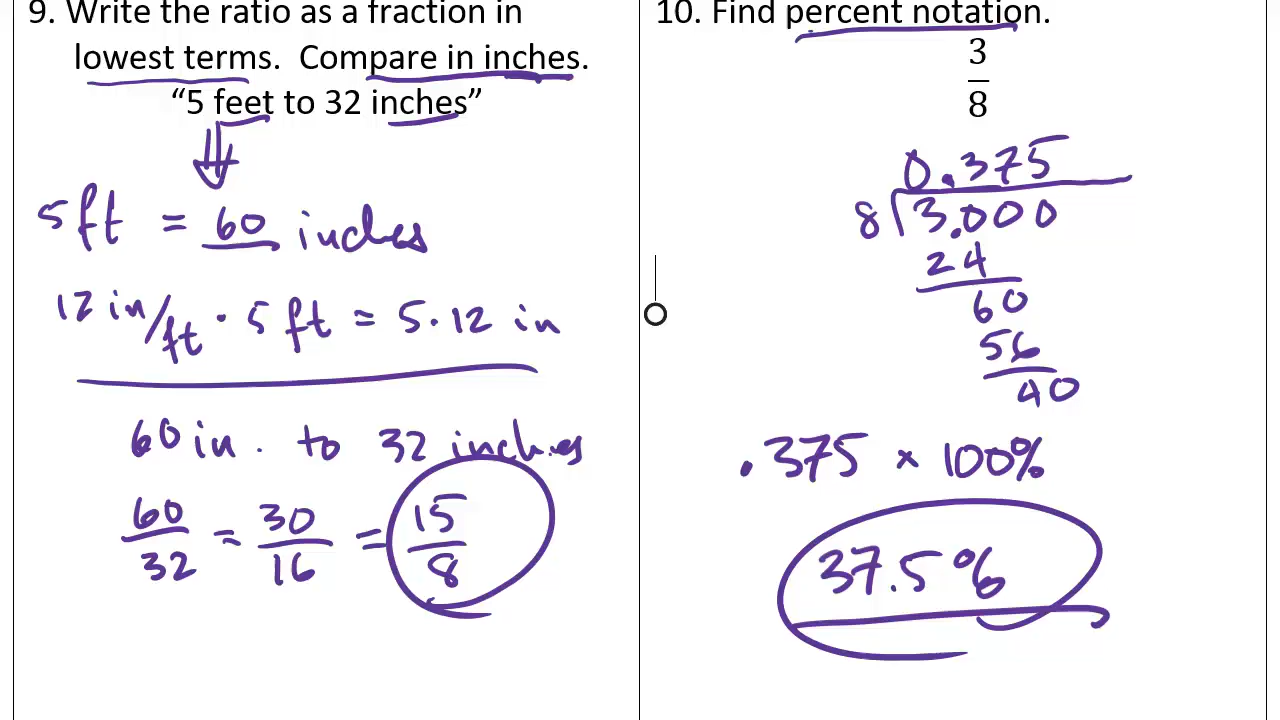 9. Write the ratio as a fraction in
lowest terms. Compare in inches.
“5 feet to 32 inches”
5ft = 60 inches
12 in/ft · 5 ft = 5·12 in
60 in. to 32 inches
60/32 = 30/16 = 15/8
10. Find percent notation.
3
8
0.375
8 3.000
24
60
56
40
.375 × 100%
37.5%